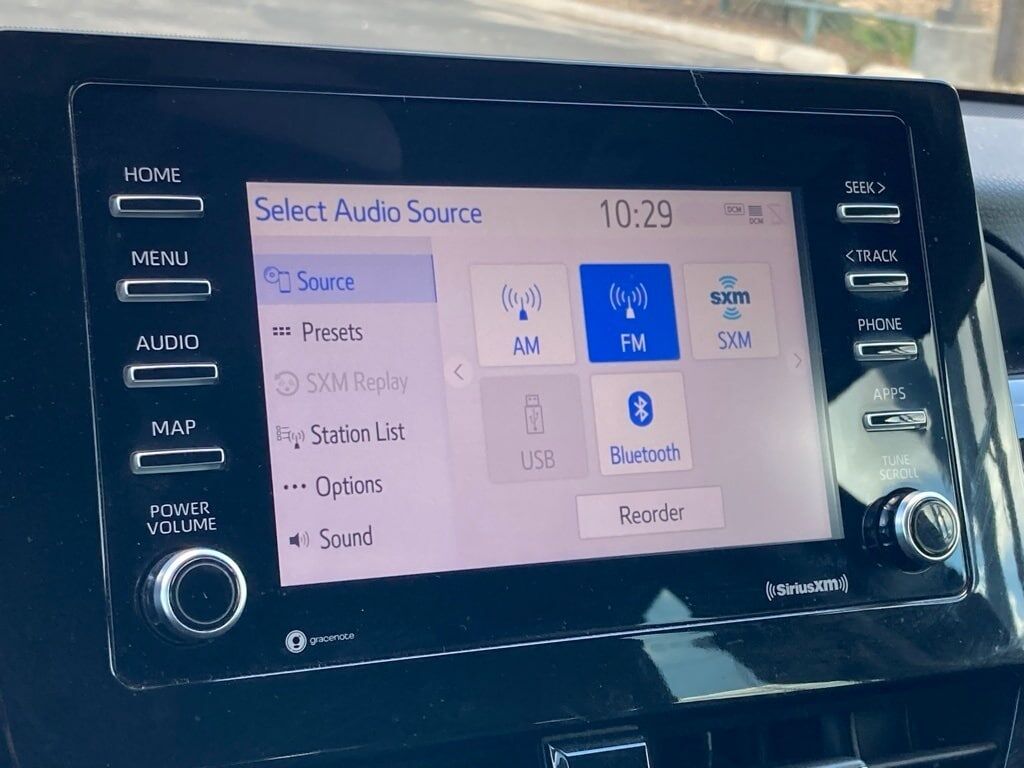 HOME
MENU
AUDIO
MAP
POWER
VOLUME
Select Audio Source
10:29
DCM
DCM
Source
Presets
SXM Replay
Station List
Options
Sound
AM
FM
sxm
SXM
USB
Bluetooth
Reorder
SEEK >
< TRACK
PHONE
APPS
TUNE
SCROLL
gracenote
((SiriusXM))